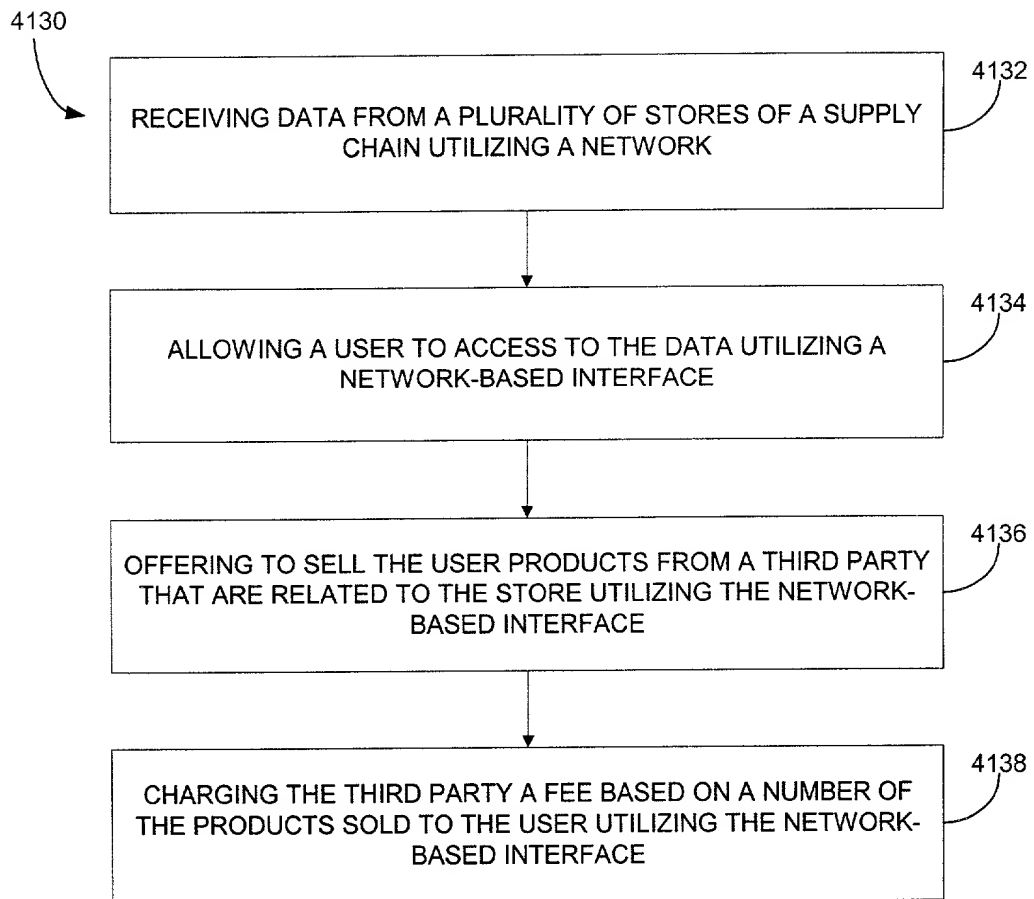 4130
4132
RECEIVING DATA FROM A PLURALITY OF STORES OF A SUPPLY
CHAIN UTILIZING A NETWORK
4134
ALLOWING A USER TO ACCESS TO THE DATA UTILIZING A
NETWORK-BASED INTERFACE
4136
OFFERING TO SELL THE USER PRODUCTS FROM A THIRD PARTY
THAT ARE RELATED TO THE STORE UTILIZING THE NETWORK-
BASED INTERFACE
4138
CHARGING THE THIRD PARTY A FEE BASED ON A NUMBER OF
THE PRODUCTS SOLD TO THE USER UTILIZING THE NETWORK-
BASED INTERFACE